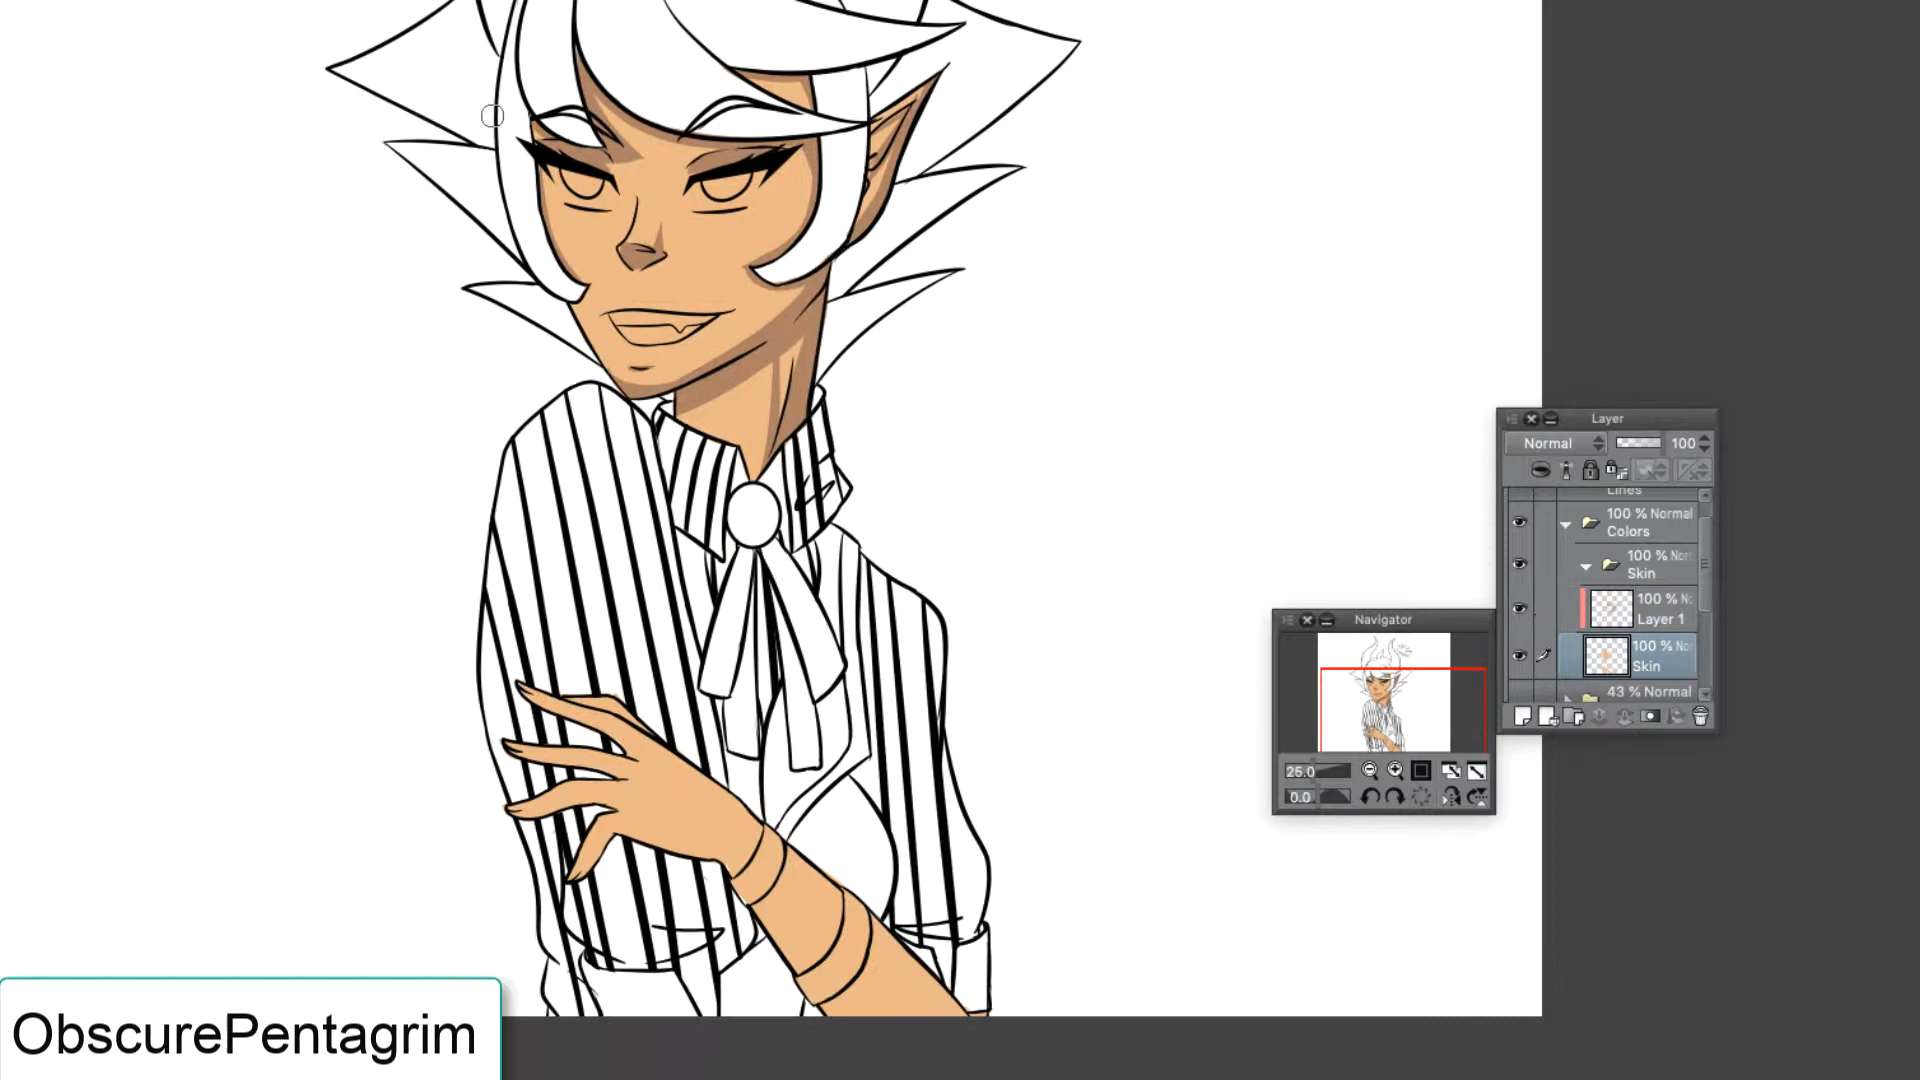 Layer
Normal 100
Lines
100 % Normal
Colors
100 % Nor
Skin
100 % No
Layer 1
100 % No
Skin
43 % Normal
Navigator
25.0
0.0
ObscurePentagrim